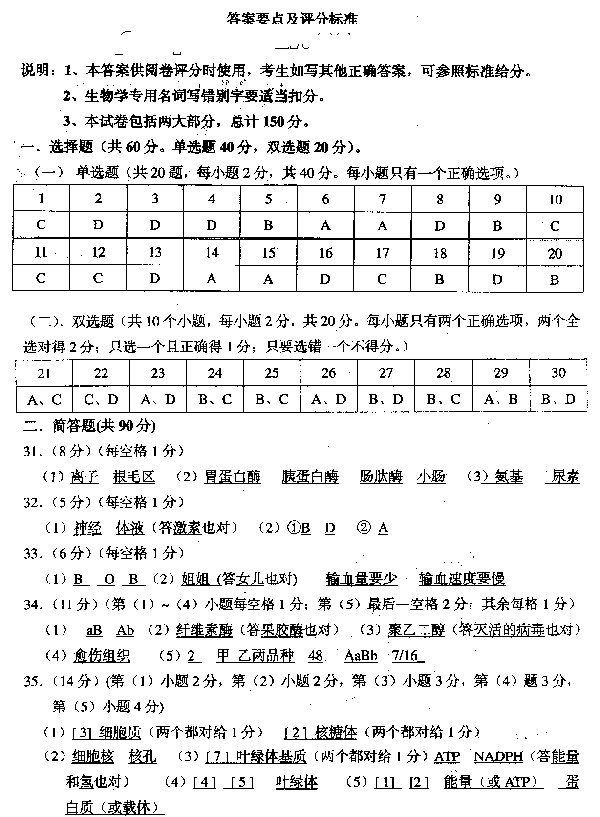 答案要点及评分标准
说明：1、本答案供阅卷评分时使用，考生如写其他正确答案，可参照标准给分。
2、生物学专用名词写错别字要适当扣分。
3、本试卷包括两大部分，总计150分。
一．选择题（共60分。单选题40分，双选题20分）。
（一） 单选题（共20题，每小题2分，共40分。每小题只有一个正确选项。）
1 2 3 4 5 6 7 8 9 10
C D D D B A A D B C
11 12 13 14 15 16 17 18 19 20
C C D A A D C B D B
（二）．双选题（共10个小题，每小题2分，共20分。每小题只有两个正确选项，两个全
选对得2分；只选一个且正确得1分；只要选错一个不得分。）
21 22 23 24 25 26 27 28 29 30
A、C C、D A、D B、C B、C A、D B、D B、C A、B B、D
二．简答题(共90分)
31.（8分）（每空格1分）
（1）离子 根毛区 （2）胃蛋白酶 胰蛋白酶 肠肽酶 小肠 （3）氨基 尿素
32.（5分）（每空格1分）
（1）神经 体液（答激素也对） （2）①B D ② A
33.（6分）（每空格1分）
（1）B O B （2）姐姐（答女儿也对） 输血量要少 输血速度要慢
34.（11分）（第（1）～（4）小题每空格1分；第（5）最后一空格2分；其余每格1分）
（1） aB Ab （2）纤维素酶（答果胶酶也对） （3）聚乙二醇（答灭活的病毒也对）
（4）愈伤组织 （5）2 甲 乙两品种 48 AaBb 7/16
35.（14分）（第（1）小题2分，第（2）小题2分，第（3）小题3分，第（4）题3分，
第（5）小题4分）
（1）[3] 细胞质（两个都对给1分） [2] 核糖体（两个都对给1分）
（2）细胞核 核孔 （3）[7] 叶绿体基质（两个都对给1分）ATP NADPH（答能量
和氢也对） （4）[4] [5] 叶绿体 （5）[1] [2] 能量（或ATP） 蛋
白质（或载体）